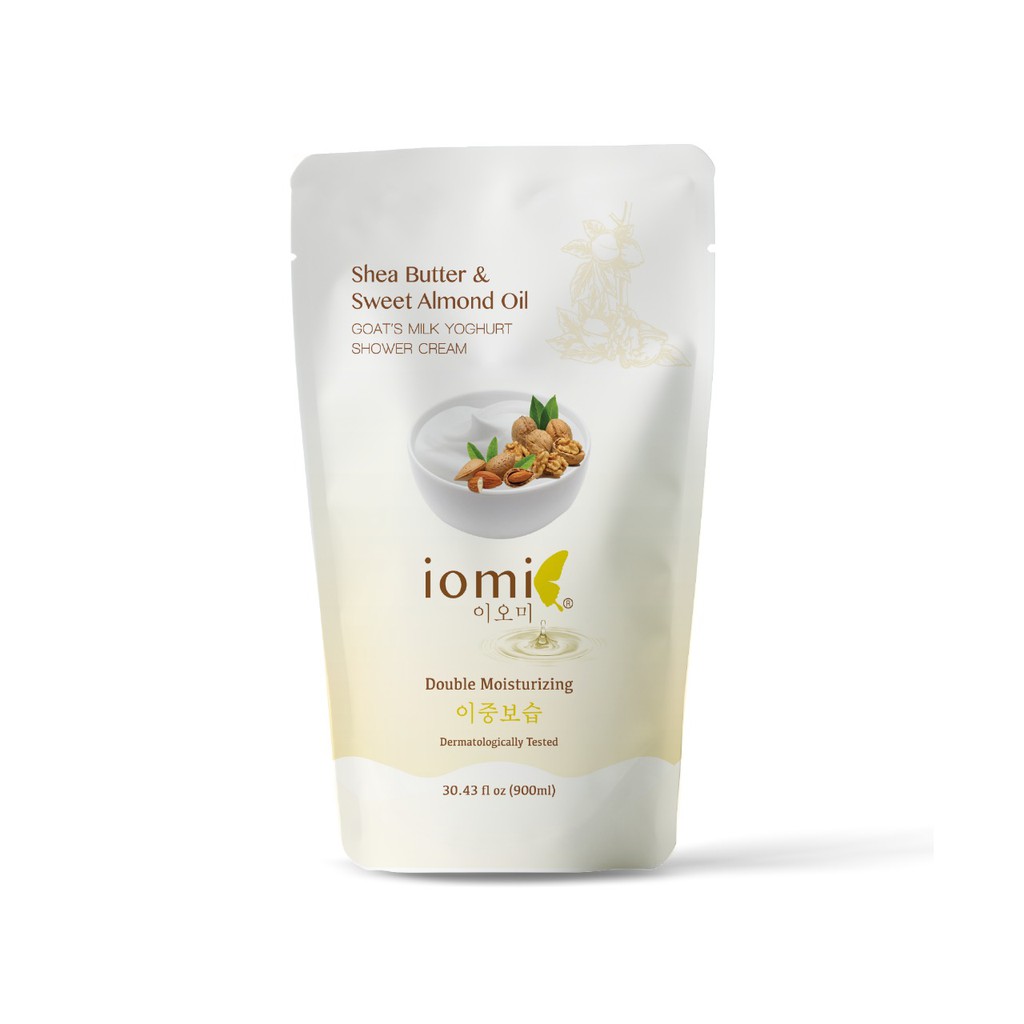 Shea Butter &
Sweet Almond Oil
GOAT'S MILK YOGHURT
SHOWER CREAM
iomi®
이오미
Double Moisturizing
이중보습
Dermatologically Tested
30.43 fl oz (900ml)